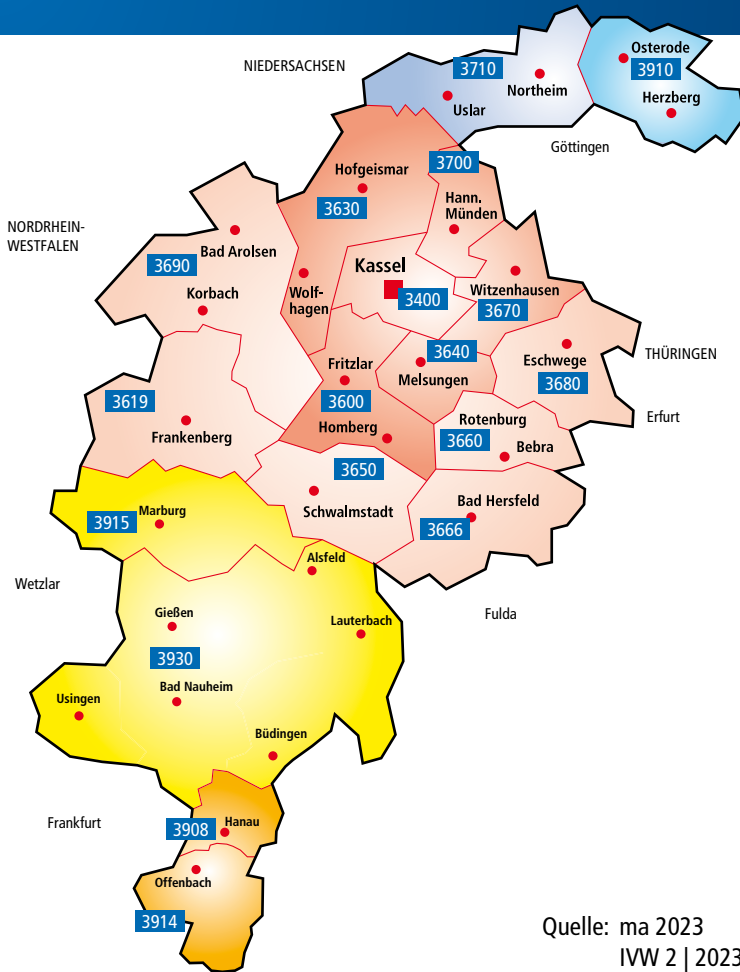 Osterode
3710
NIEDERSACHSEN
3910
Northeim
Herzberg
Uslar
Göttingen
3700
Hofgeismar
Hann.
Münden
3630
NORDRHEIN-
WESTFALEN
Bad Arolsen
3690
Kassel
Korbach
Wolf-
hagen
3400
Witzenhausen
3670
3640
THÜRINGEN
Eschwege
Fritzlar
Melsungen
3680
3619
3600
Erfurt
Rotenburg
Frankenberg
Homberg
3660
Bebra
3650
Bad Hersfeld
Schwalmstadt
Marburg
3915
3666
Alsfeld
Wetzlar
Gießen
Fulda
Lauterbach
3930
Bad Nauheim
Usingen
Büdingen
Frankfurt
3908
Hanau
Offenbach
3914
Quelle: ma 2023
IVW 2 | 2023